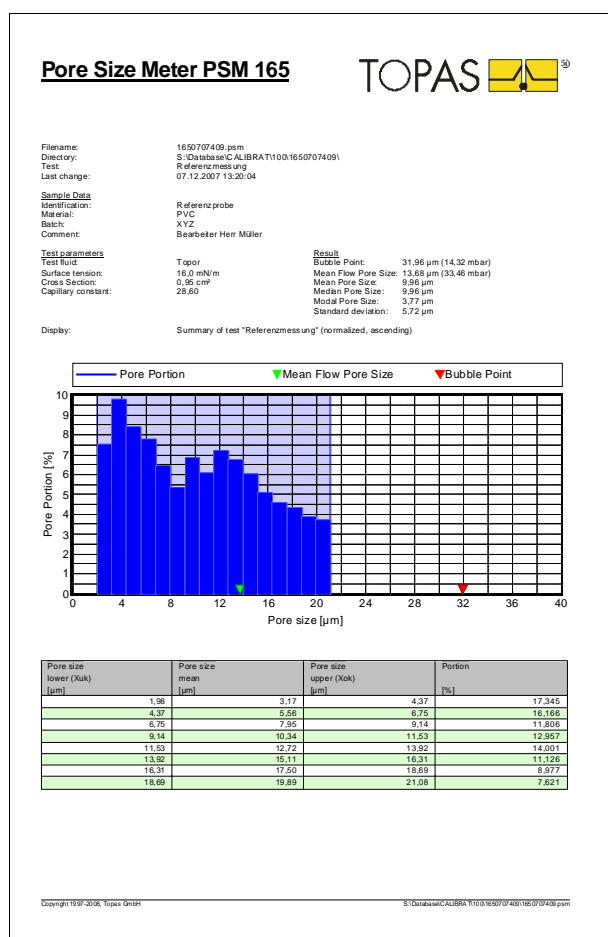 Pore Size Meter PSM 165
TOPAS ®
Filename: 1650707409.psm
Directory: S:\Database\CALIBRAT\100\1650707409\
Test: Referenzmessung
Last change: 07.12.2007 13:20:04
Sample Data
Identification: Referenzprobe
Material: PVC
Batch: XYZ
Comment: Bearbeiter Herr Müller
Test parameters
Test fluid: Topor
Surface tension: 16,0 mN/m
Cross Section: 0,95 cm²
Capillary constant: 28,60
Result
Bubble Point: 31,96 µm (14,32 mbar)
Mean Flow Pore Size: 13,68 µm (33,46 mbar)
Mean Pore Size: 9,96 µm
Median Pore Size: 9,96 µm
Modal Pore Size: 3,77 µm
Standard deviation: 5,72 µm
Display: Summary of test "Referenzmessung" (normalized, ascending)
Pore Portion Mean Flow Pore Size Bubble Point
Pore Portion [%]
10
9
8
7
6
5
4
3
2
1
0
0 4 8 12 16 20 24 28 32 36 40
Pore size [µm]
Pore size Pore size Pore size Portion
lower (Xuk) mean upper (Xok)
[µm] [µm] [µm] [%]
1,98 3,17 4,37 17,345
4,37 5,56 6,75 16,166
6,75 7,95 9,14 11,806
9,14 10,34 11,53 12,957
11,53 12,72 13,92 14,001
13,92 15,11 16,31 11,126
16,31 17,50 18,69 8,977
18,69 19,89 21,08 7,621
Copyright 1997-2008, Topas GmbH S:\Database\CALIBRAT\100\1650707409\1650707409.psm